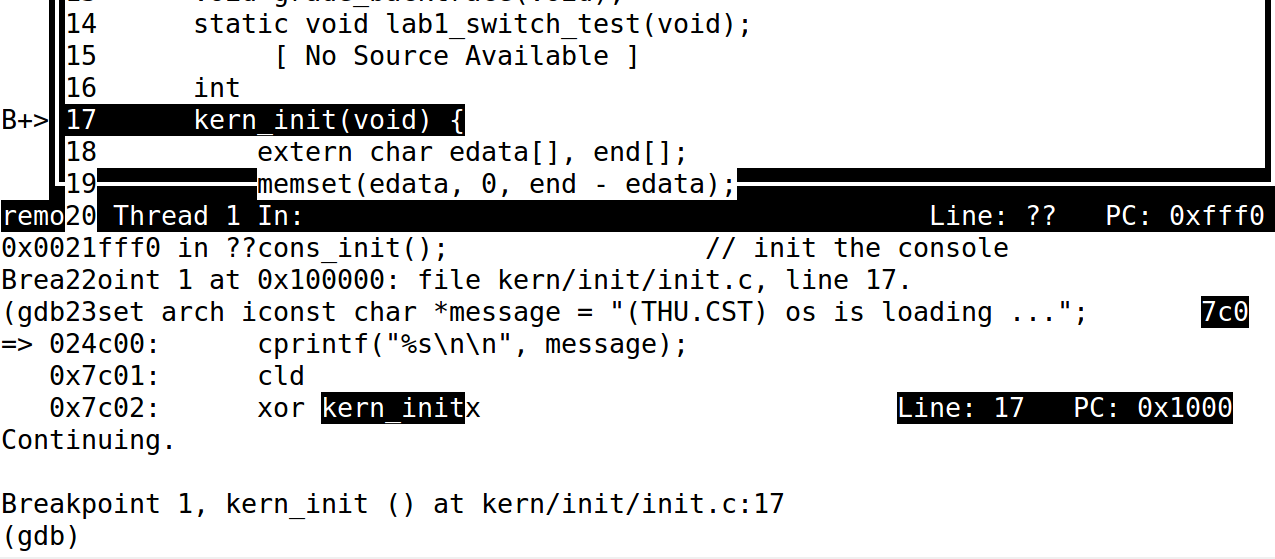 14      static void lab1_switch_test(void);
15           [ No Source Available ]
16      int
B+> 17      kern_init(void) {
18          extern char edata[], end[];
19          memset(edata, 0, end - edata);
remo20 Thread 1 In:                                       Line: ??   PC: 0xfff0
0x0021fff0 in ??cons_init();                // init the console
Brea22oint 1 at 0x100000: file kern/init/init.c, line 17.
(gdb23set arch iconst char *message = "(THU.CST) os is loading ...";       7c0
=> 024c00:      cprintf("%s\n\n", message);
   0x7c01:      cld
   0x7c02:      xor kern_initx                          Line: 17   PC: 0x1000
Continuing.
Breakpoint 1, kern_init () at kern/init/init.c:17
(gdb)